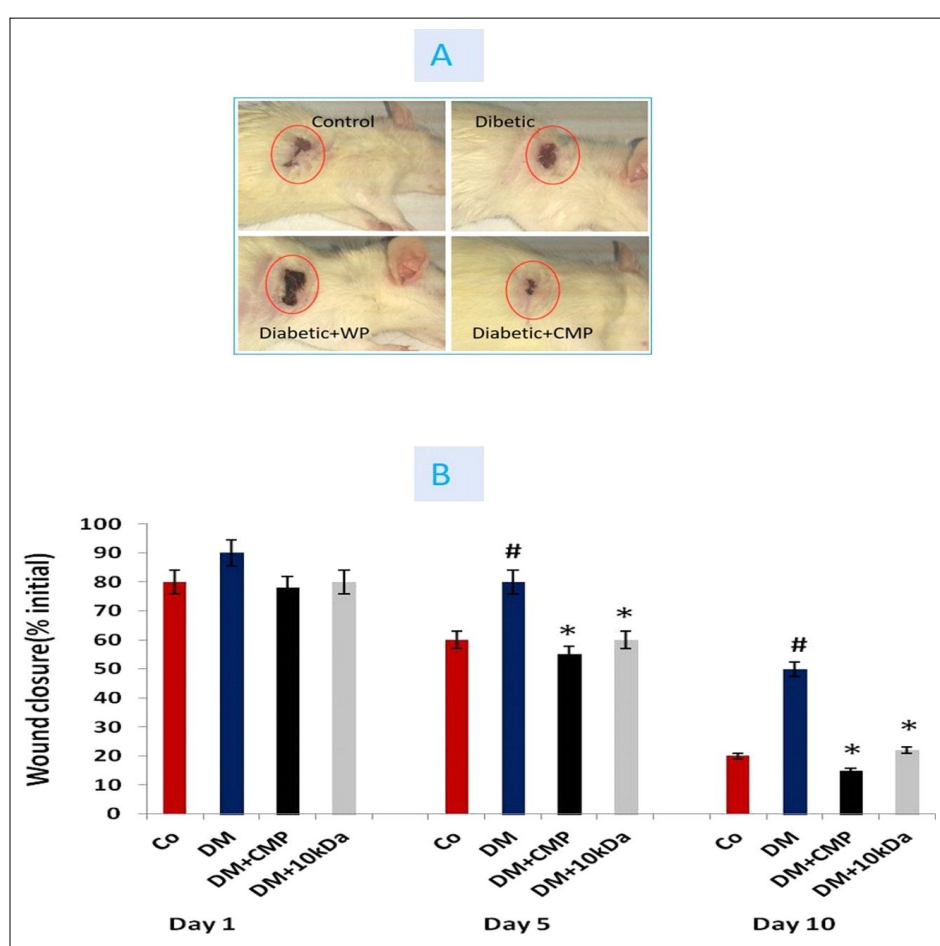 A
Control
Dibetic
Diabetic+WP
Diabetic+CMP
B
Wound closure(% initial)
100
90
80
70
60
50
40
30
20
10
0
#
*
*
#
*
*
Co
DM
DM+CMP
DM+10kDa
Co
DM
DM+CMP
DM+10kDa
Co
DM
DM+CMP
DM+10kDa
Day 1
Day 5
Day 10